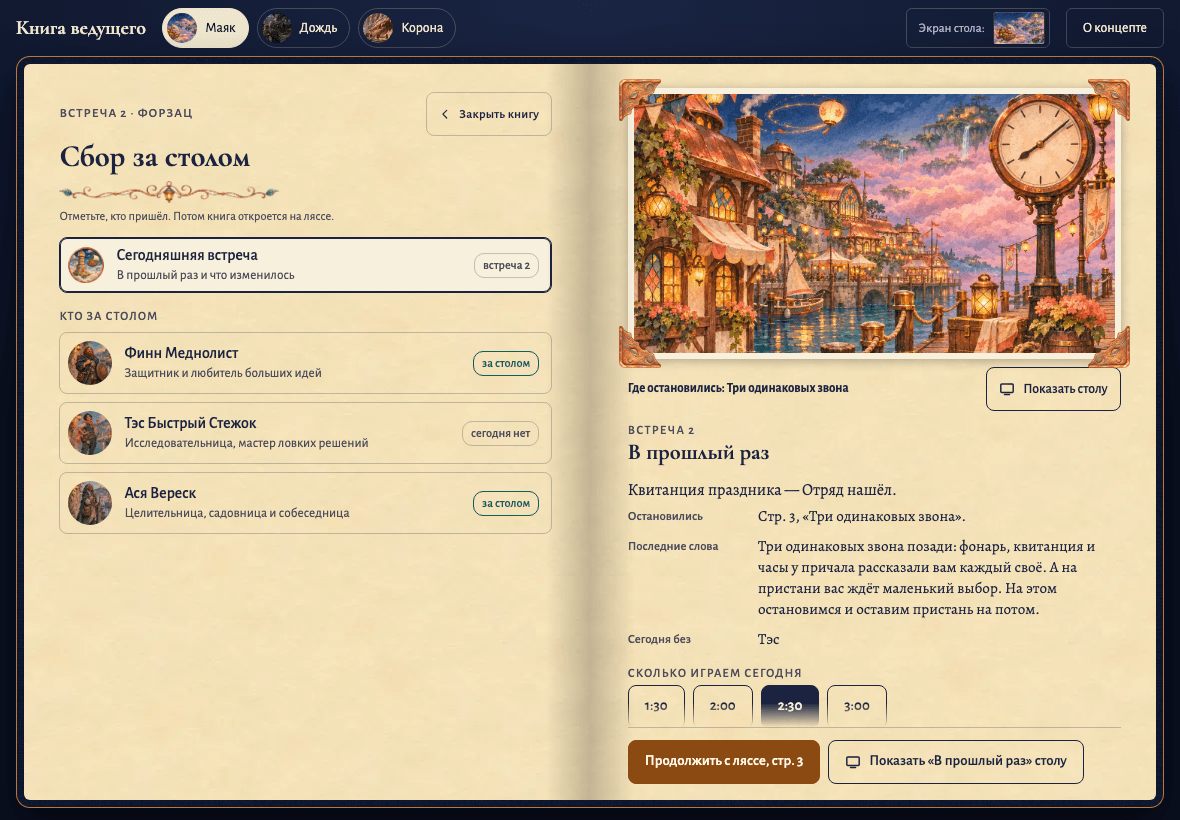 Книга ведущего
Маяк
Дождь
Корона
Экран стола:
О концепте
ВСТРЕЧА 2 · ФОРЗАЦ
Закрыть книгу
Сбор за столом
Отметьте, кто пришёл. Потом книга откроется на ляссе.
Сегодняшняя встреча
В прошлый раз и что изменилось
встреча 2
КТО ЗА СТОЛОМ
Финн Меднолист
Защитник и любитель больших идей
за столом
Тэс Быстрый Стежок
Исследовательница, мастер ловких решений
сегодня нет
Ася Вереск
Целительница, садовница и собеседница
за столом
Где остановились: Три одинаковых звона
Показать столу
ВСТРЕЧА 2
В прошлый раз
Квитанция праздника — Отряд нашёл.
Остановились
Стр. 3, «Три одинаковых звона».
Последние слова
Три одинаковых звона позади: фонарь, квитанция и
часы у причала рассказали вам каждый своё. А на
пристани вас ждёт маленький выбор. На этом
остановимся и оставим пристань на потом.
Сегодня без
Тэс
СКОЛЬКО ИГРАЕМ СЕГОДНЯ
1:30
2:00
2:30
3:00
Продолжить с ляссе, стр. 3
Показать «В прошлый раз» столу